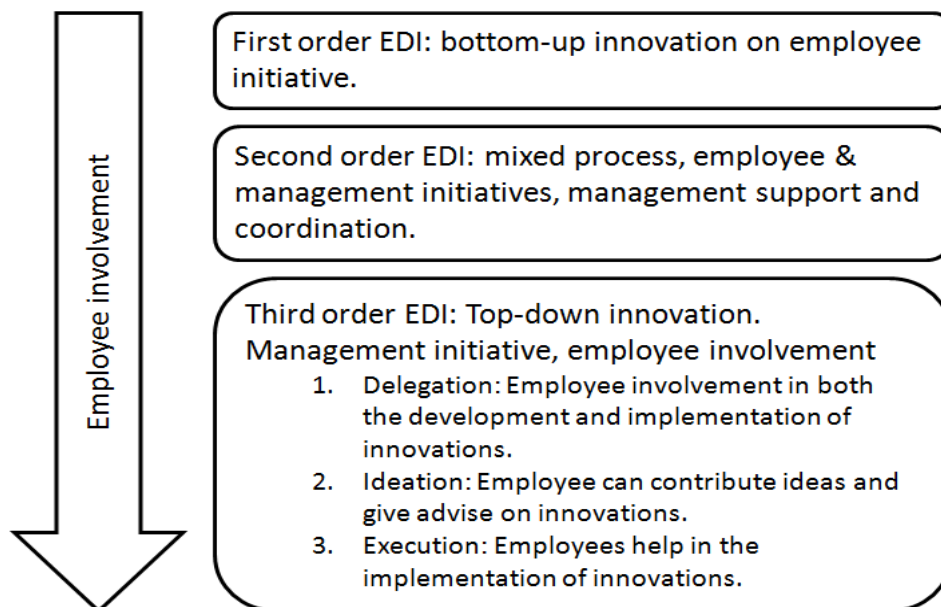 Employee involvement
First order EDI: bottom-up innovation on employee
initiative.
Second order EDI: mixed process, employee &
management initiatives, management support and
coordination.
Third order EDI: Top-down innovation.
Management initiative, employee involvement
1. Delegation: Employee involvement in both
the development and implementation of
innovations.
2. Ideation: Employee can contribute ideas and
give advise on innovations.
3. Execution: Employees help in the
implementation of innovations.